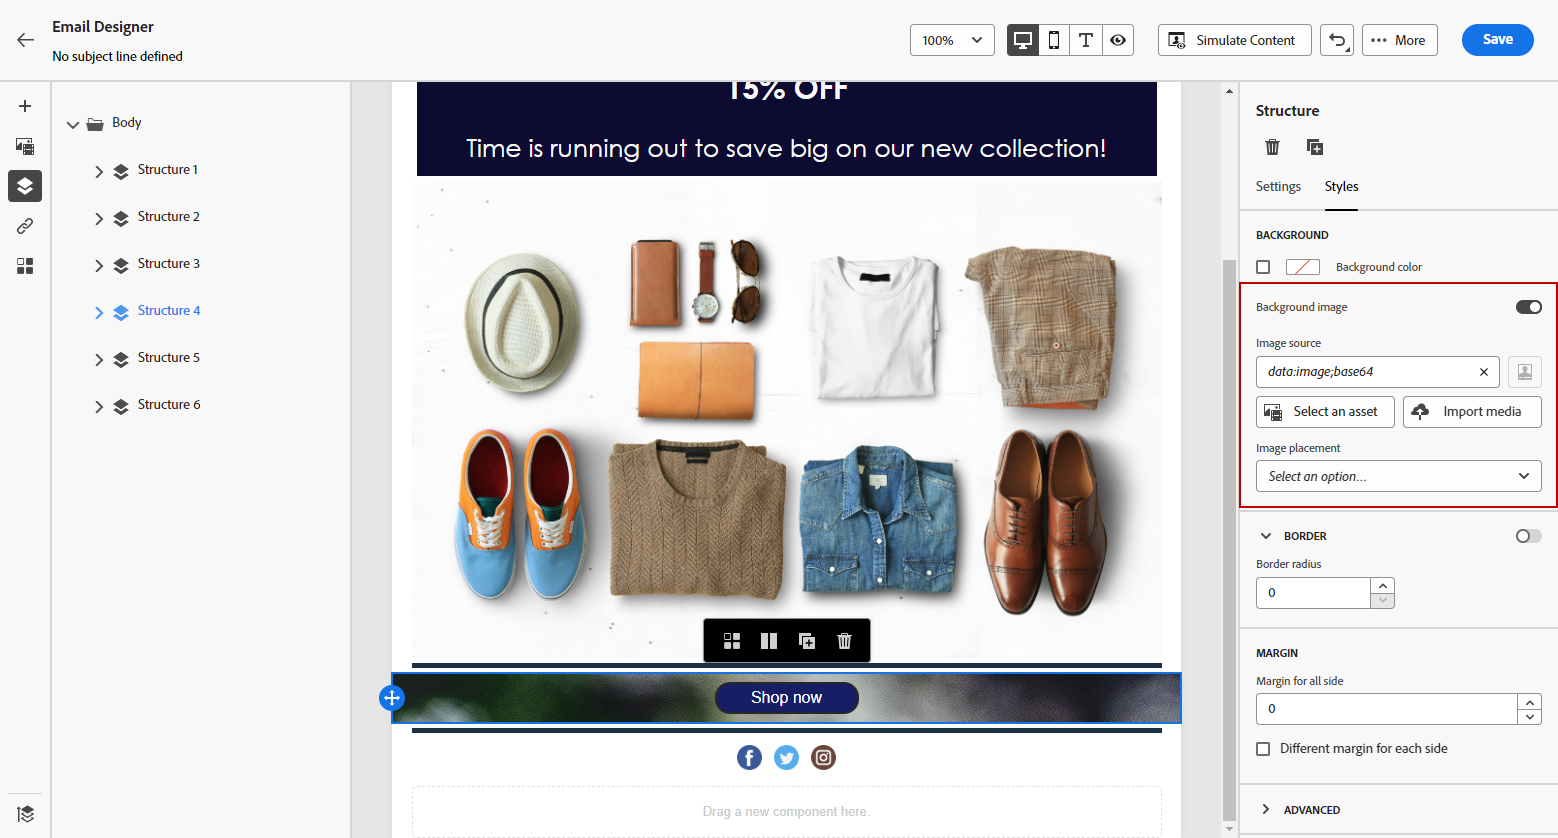 Email Designer
No subject line defined
100%
Simulate Content
More
Save
Body
Structure 1
Structure 2
Structure 3
Structure 4
Structure 5
Structure 6
15% OFF
Time is running out to save big on our new collection!
Shop now
Drag a new component here.
Structure
Settings
Styles
BACKGROUND
Background color
Background image
Image source
data:image;base64
Select an asset
Import media
Image placement
Select an option...
BORDER
Border radius
0
MARGIN
Margin for all side
0
Different margin for each side
ADVANCED